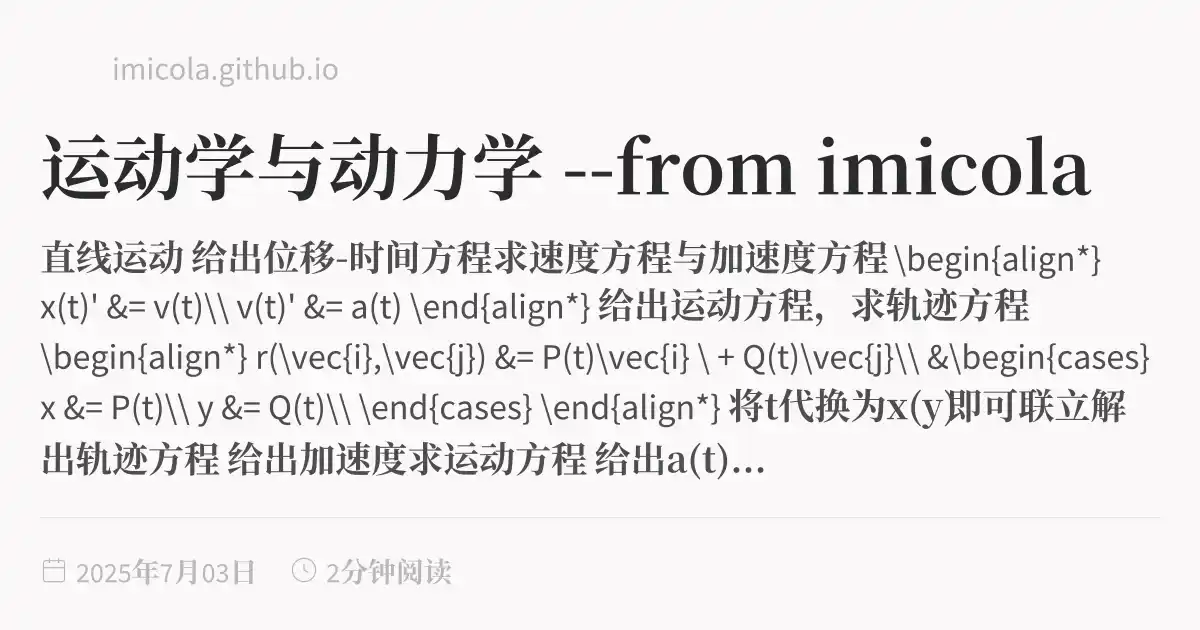 imicola.github.io
运动学与动力学 --from imicola
直线运动 给出位移-时间方程求速度方程与加速度方程 \begin{align*}
x(t)' &= v(t)\\ v(t)' &= a(t) \end{align*} 给出运动方程，求轨迹方程
\begin{align*} r(\vec{i},\vec{j}) &= P(t)\vec{i} \ + Q(t)\vec{j}\\ &\begin{cases}
x &= P(t)\\ y &= Q(t)\\ \end{cases} \end{align*} 将t代换为x(y)即可联立解
出轨迹方程 给出加速度求运动方程 给出a(t)...
2025年7月03日 2分钟阅读